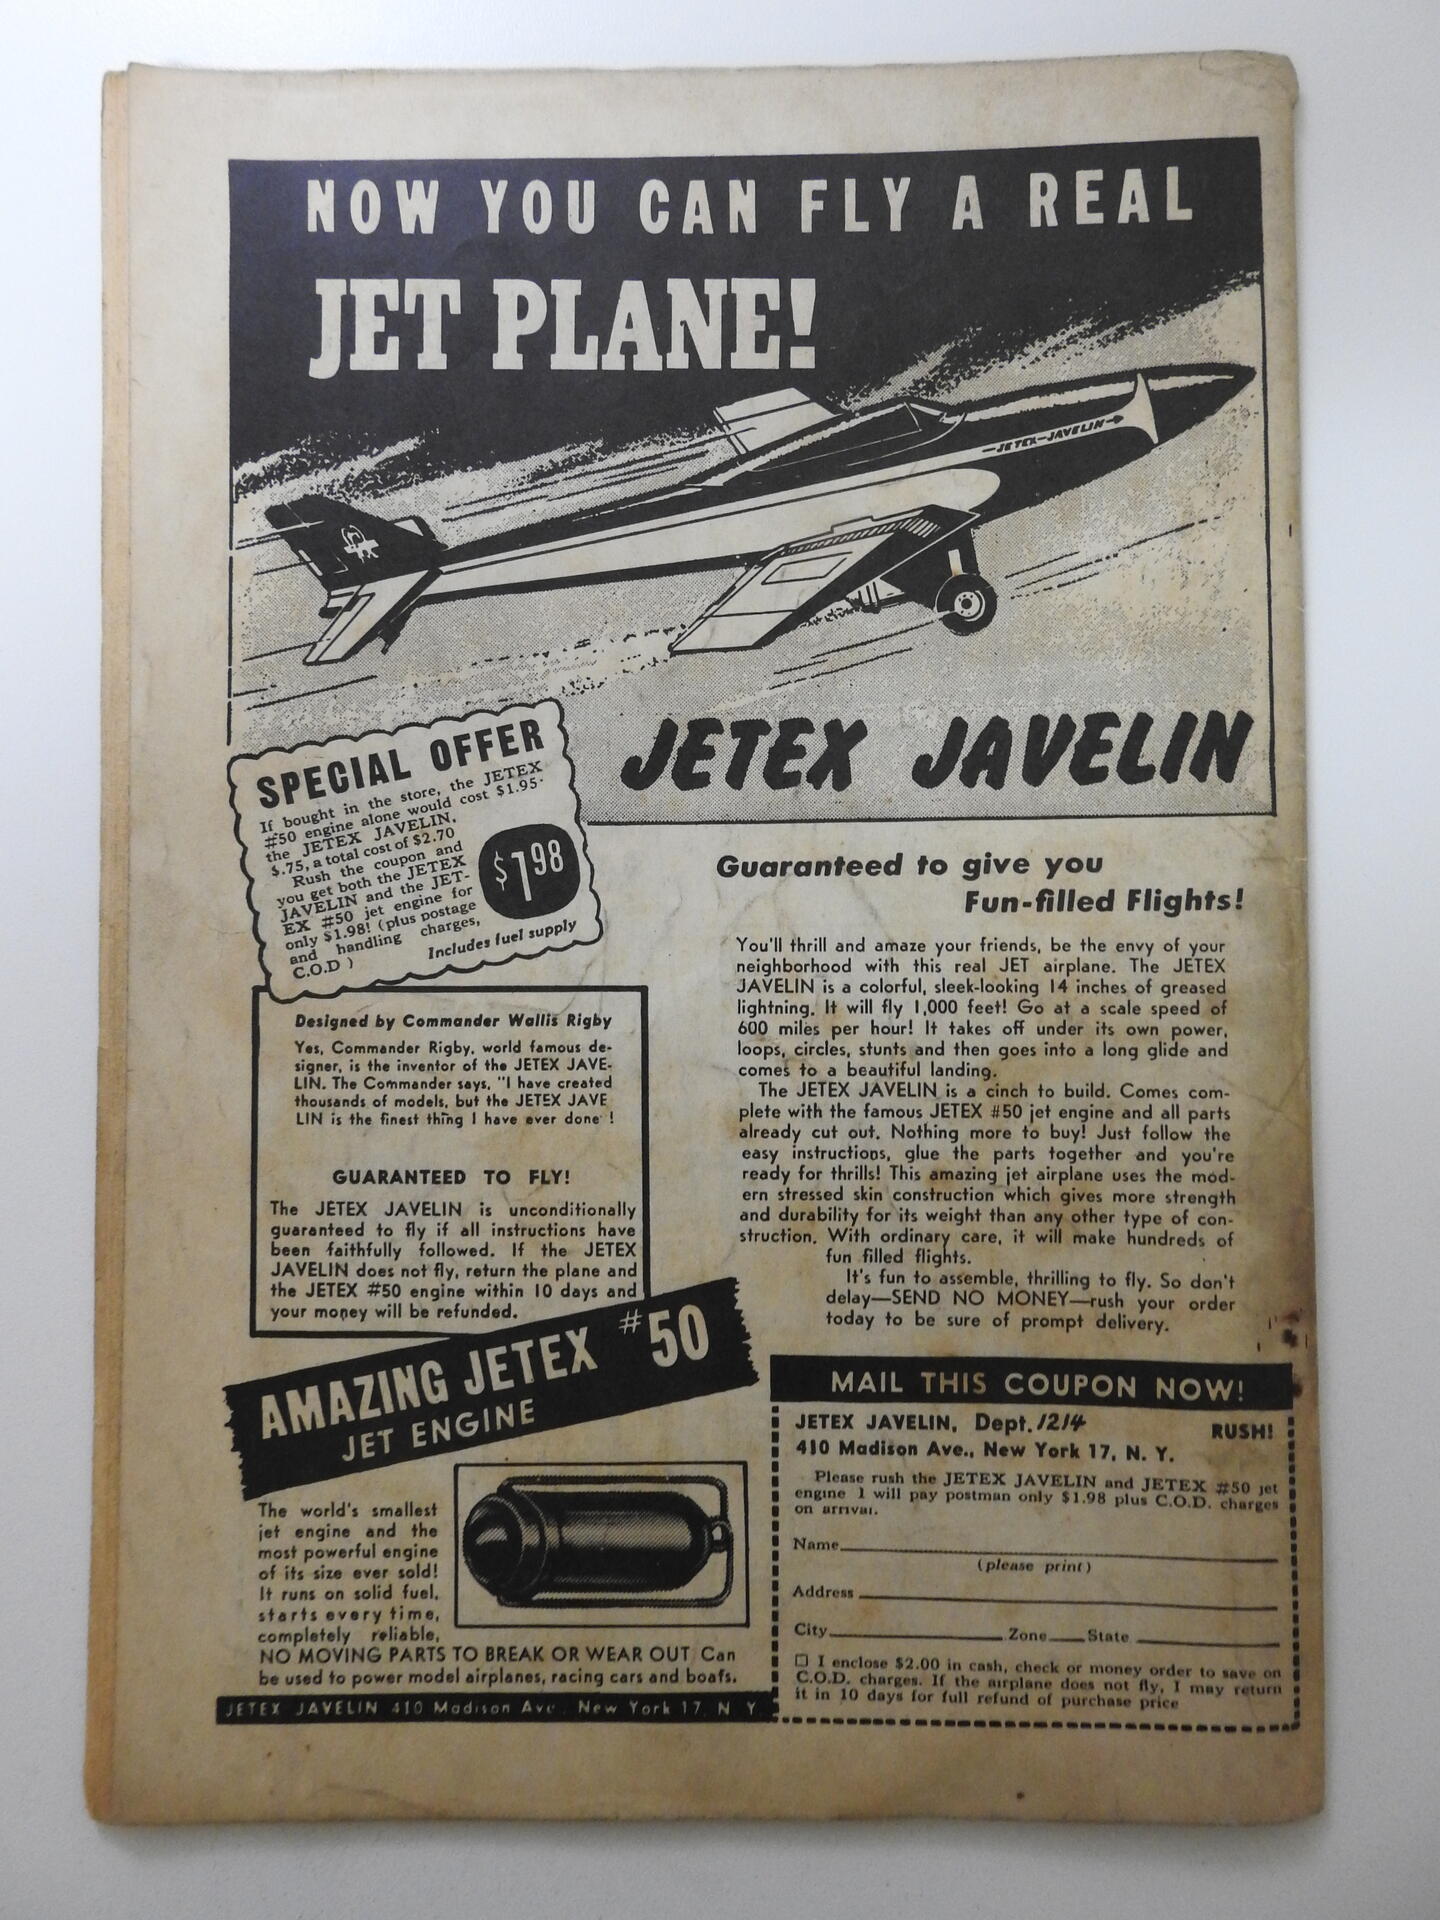 NOW YOU CAN FLY A REAL
JET PLANE!
—JETEX—JAVELIN→
JETEX JAVELIN
SPECIAL OFFER
If bought in the store, the JETEX
#50 engine alone would cost $1.95.
the JETEX JAVELIN,
$.75, a total cost of $2.70
Rush the coupon and
you get both the JETEX
JAVELIN and the JET-
EX #50 jet engine for
only $1.98! (plus postage
and handling charges,
C.O.D )
$1.98
Includes fuel supply
Designed by Commander Wallis Rigby
Yes, Commander Rigby, world famous de-
signer, is the inventor of the JETEX JAVE-
LIN. The Commander says, "I have created
thousands of models, but the JETEX JAVE
LIN is the finest thing I have ever done' !
GUARANTEED TO FLY!
The JETEX JAVELIN is unconditionally
guaranteed to fly if all instructions have
been faithfully followed. If the JETEX
JAVELIN does not fly, return the plane and
the JETEX #50 engine within 10 days and
your money will be refunded.
AMAZING JETEX #50
JET ENGINE
The world's smallest
jet engine and the
most powerful engine
of its size ever sold!
It runs on solid fuel,
starts every time,
completely reliable,
NO MOVING PARTS TO BREAK OR WEAR OUT Can
be used to power model airplanes, racing cars and boats.
JETEX JAVELIN 410 Madison Ave. New York 17, N Y.
Guaranteed to give you
Fun-filled Flights!
You'll thrill and amaze your friends, be the envy of your
neighborhood with this real JET airplane. The JETEX
JAVELIN is a colorful, sleek-looking 14 inches of greased
lightning. It will fly 1,000 feet! Go at a scale speed of
600 miles per hour! It takes off under its own power,
loops, circles, stunts and then goes into a long glide and
comes to a beautiful landing.
The JETEX JAVELIN is a cinch to build. Comes com-
plete with the famous JETEX #50 jet engine and all parts
already cut out. Nothing more to buy! Just follow the
easy instructions, glue the parts together and you're
ready for thrills! This amazing jet airplane uses the mod-
ern stressed skin construction which gives more strength
and durability for its weight than any other type of con-
struction. With ordinary care, it will make hundreds of
fun filled flights.
It's fun to assemble, thrilling to fly. So don't
delay—SEND NO MONEY—rush your order
today to be sure of prompt delivery.
MAIL THIS COUPON NOW!
JETEX JAVELIN, Dept. 1214 RUSH!
410 Madison Ave., New York 17, N. Y.
Please rush the JETEX JAVELIN and JETEX #50 jet
engine I will pay postman only $1.98 plus C.O.D. charges
on arrival.
Name
(please print)
Address
City Zone State
☐ I enclose $2.00 in cash, check or money order to save on
C.O.D. charges. If the airplane does not fly, I may return
it in 10 days for full refund of purchase price